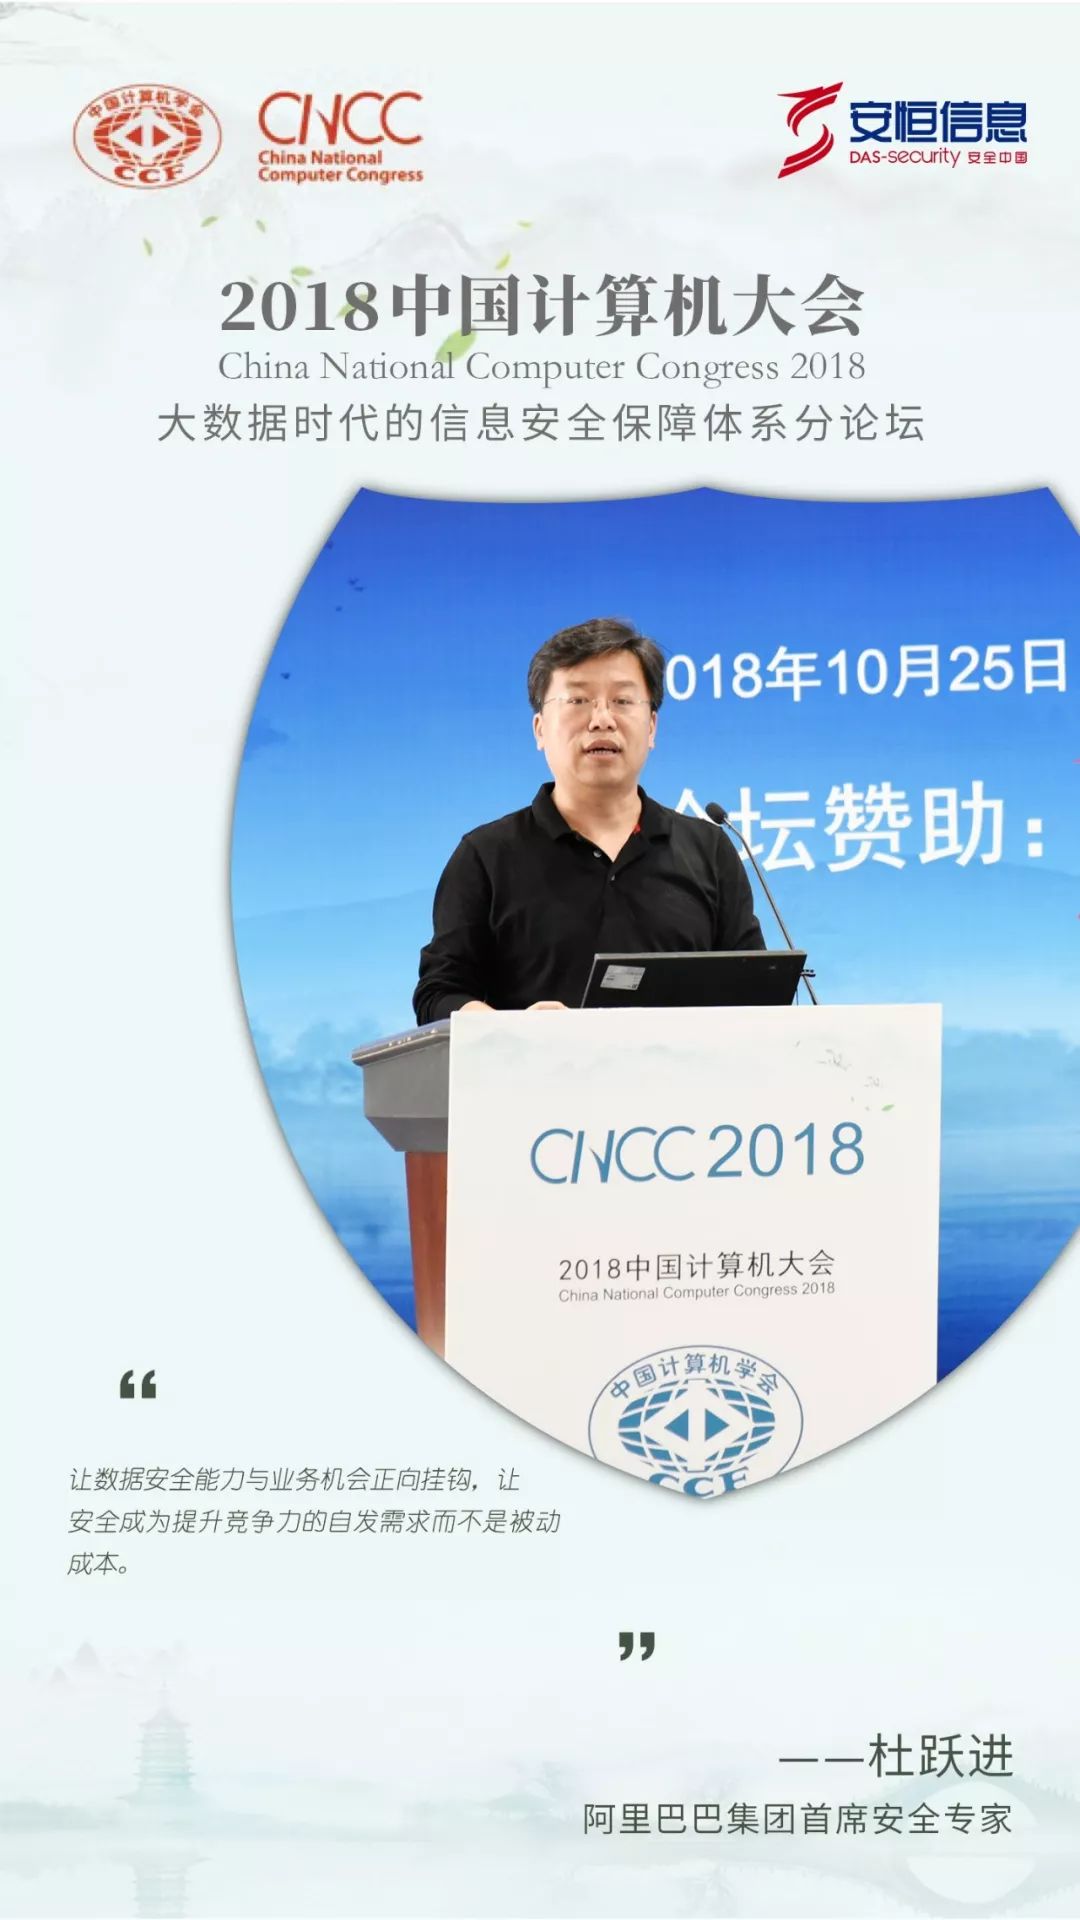 中国计算机学会
CCF
CNCC
China National
Computer Congress
安恒信息
DAS-security 安全中国
2018中国计算机大会
China National Computer Congress 2018
大数据时代的信息安全保障体系分论坛
018年10月25日
坛赞助：
CNCC 2018
2018中国计算机大会
China National Computer Congress 2018
中国计算机学会
CCF
“
让数据安全能力与业务机会正向挂钩，让
安全成为提升竞争力的自发需求而不是被动
成本。
”
——杜跃进
阿里巴巴集团首席安全专家